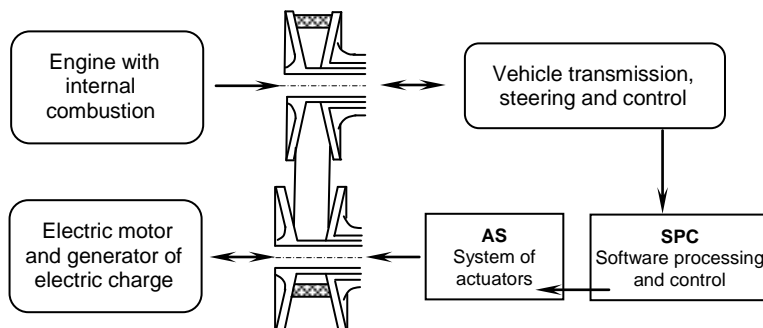 Engine with
internal
combustion
Vehicle transmission,
steering and control
Electric motor
and generator of
electric charge
AS
System of
actuators
SPC
Software processing
and control